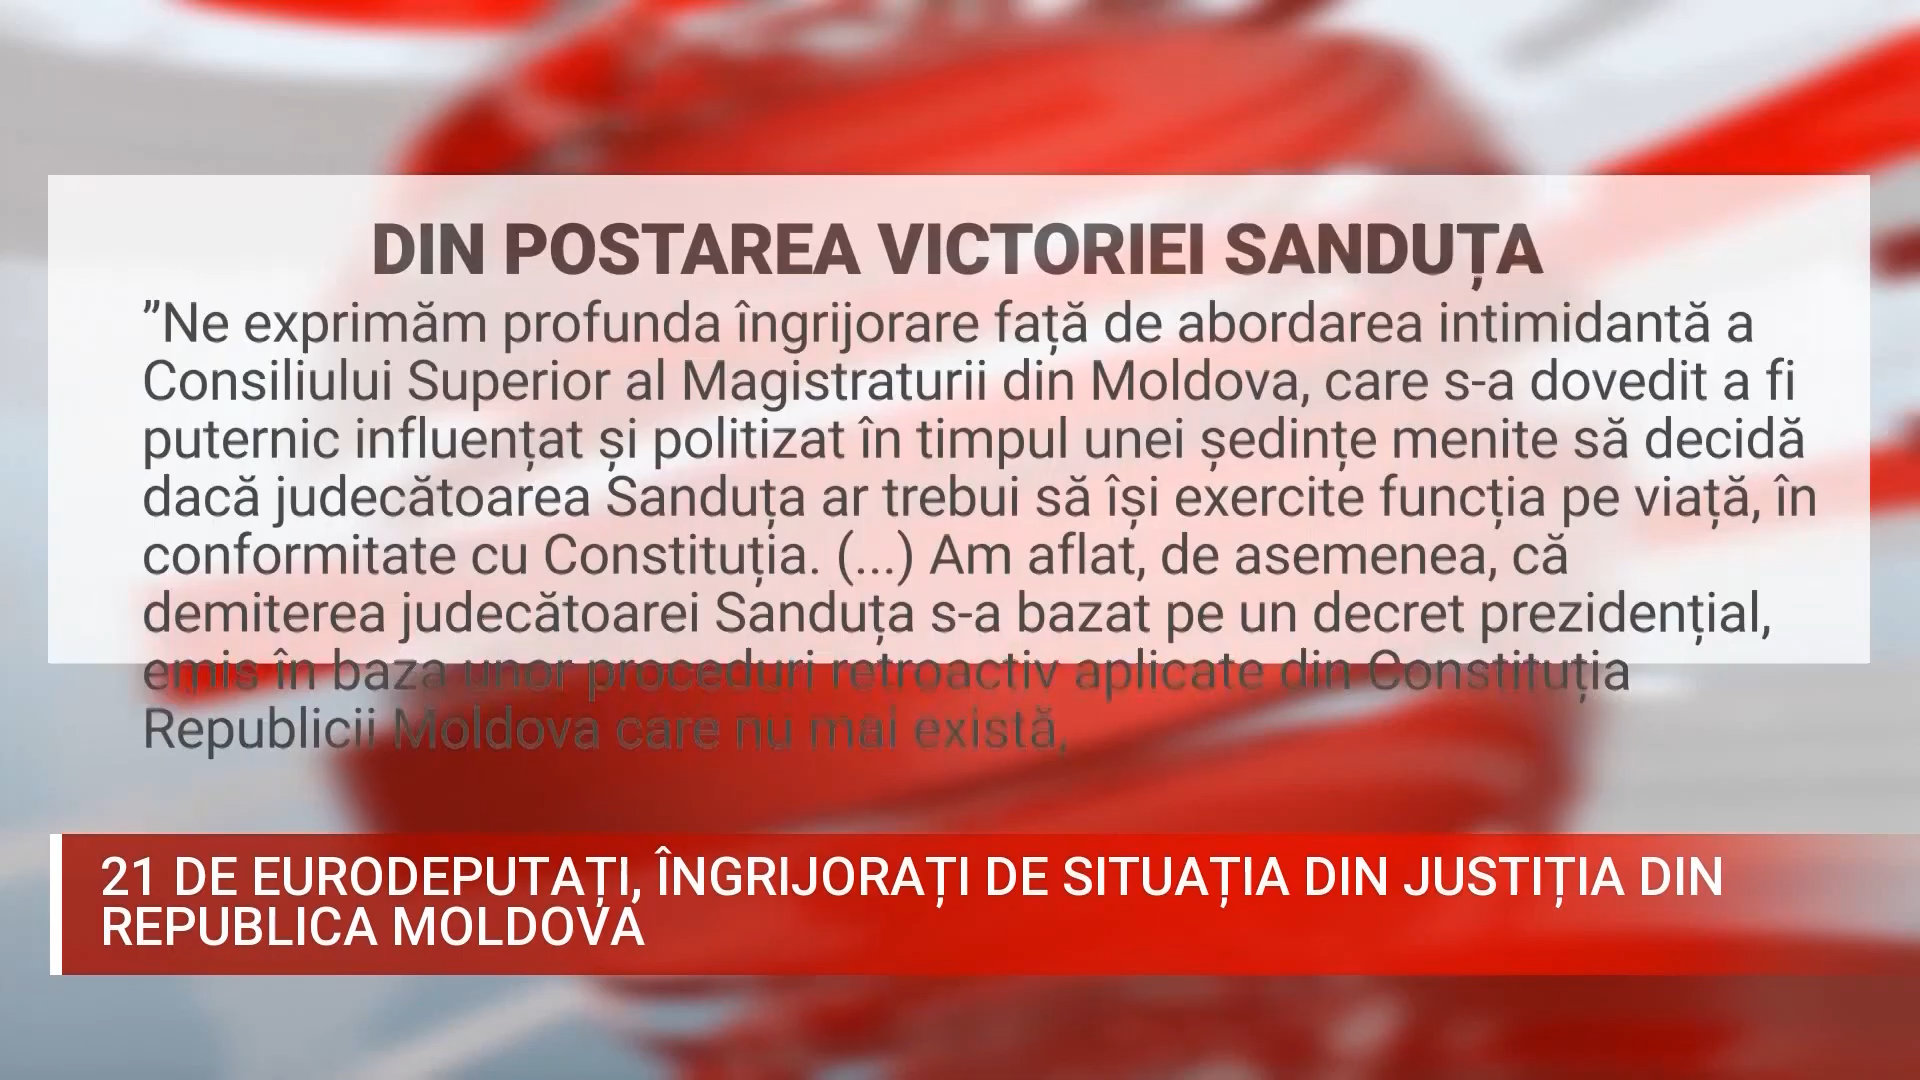 DIN POSTAREA VICTORIEI SANDUȚA
”Ne exprimăm profunda îngrijorare față de abordarea intimidantă a
Consiliului Superior al Magistraturii din Moldova, care s-a dovedit a fi
puternic influențat și politizat în timpul unei ședințe menite să decidă
dacă judecătoarea Sanduța ar trebui să își exercite funcția pe viață, în
conformitate cu Constituția. (...) Am aflat, de asemenea, că
demiterea judecătoarei Sanduța s-a bazat pe un decret prezidențial,
emis în baza unor proceduri retroactiv aplicate din Constituția
Republicii Moldova care nu mai există,
21 DE EURODEPUTAȚI, ÎNGRIJORAȚI DE SITUAȚIA DIN JUSTIȚIA DIN
REPUBLICA MOLDOVA